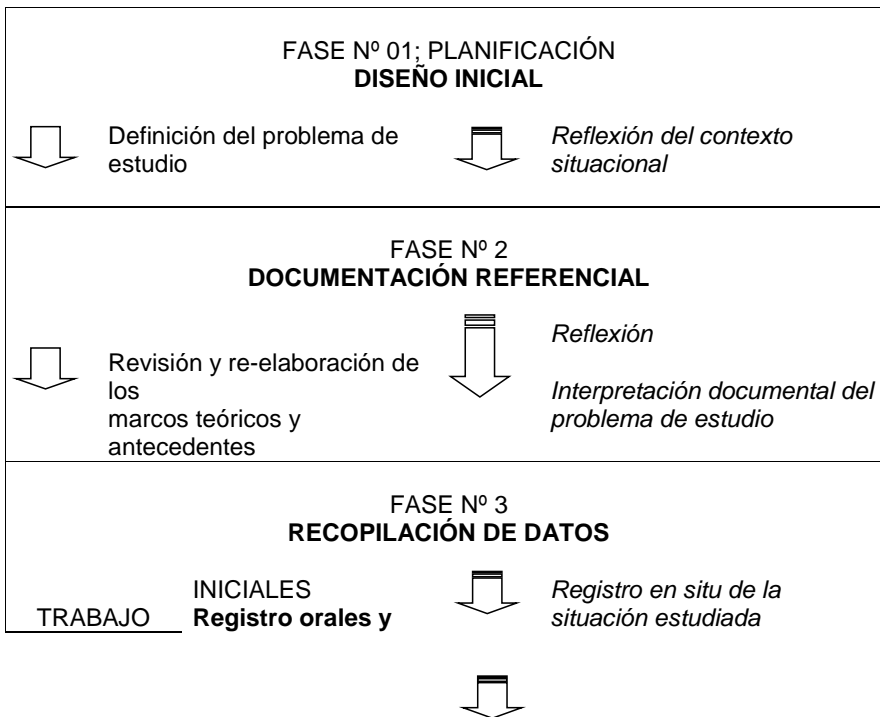 FASE Nº 01; PLANIFICACIÓN
DISEÑO INICIAL
Definición del problema de
estudio
Reflexión del contexto
situacional
FASE Nº 2
DOCUMENTACIÓN REFERENCIAL
Revisión y re-elaboración de
los
marcos teóricos y
antecedentes
Reflexión
Interpretación documental del
problema de estudio
FASE Nº 3
RECOPILACIÓN DE DATOS
TRABAJO
INICIALES
Registro orales y
Registro en situ de la
situación estudiada